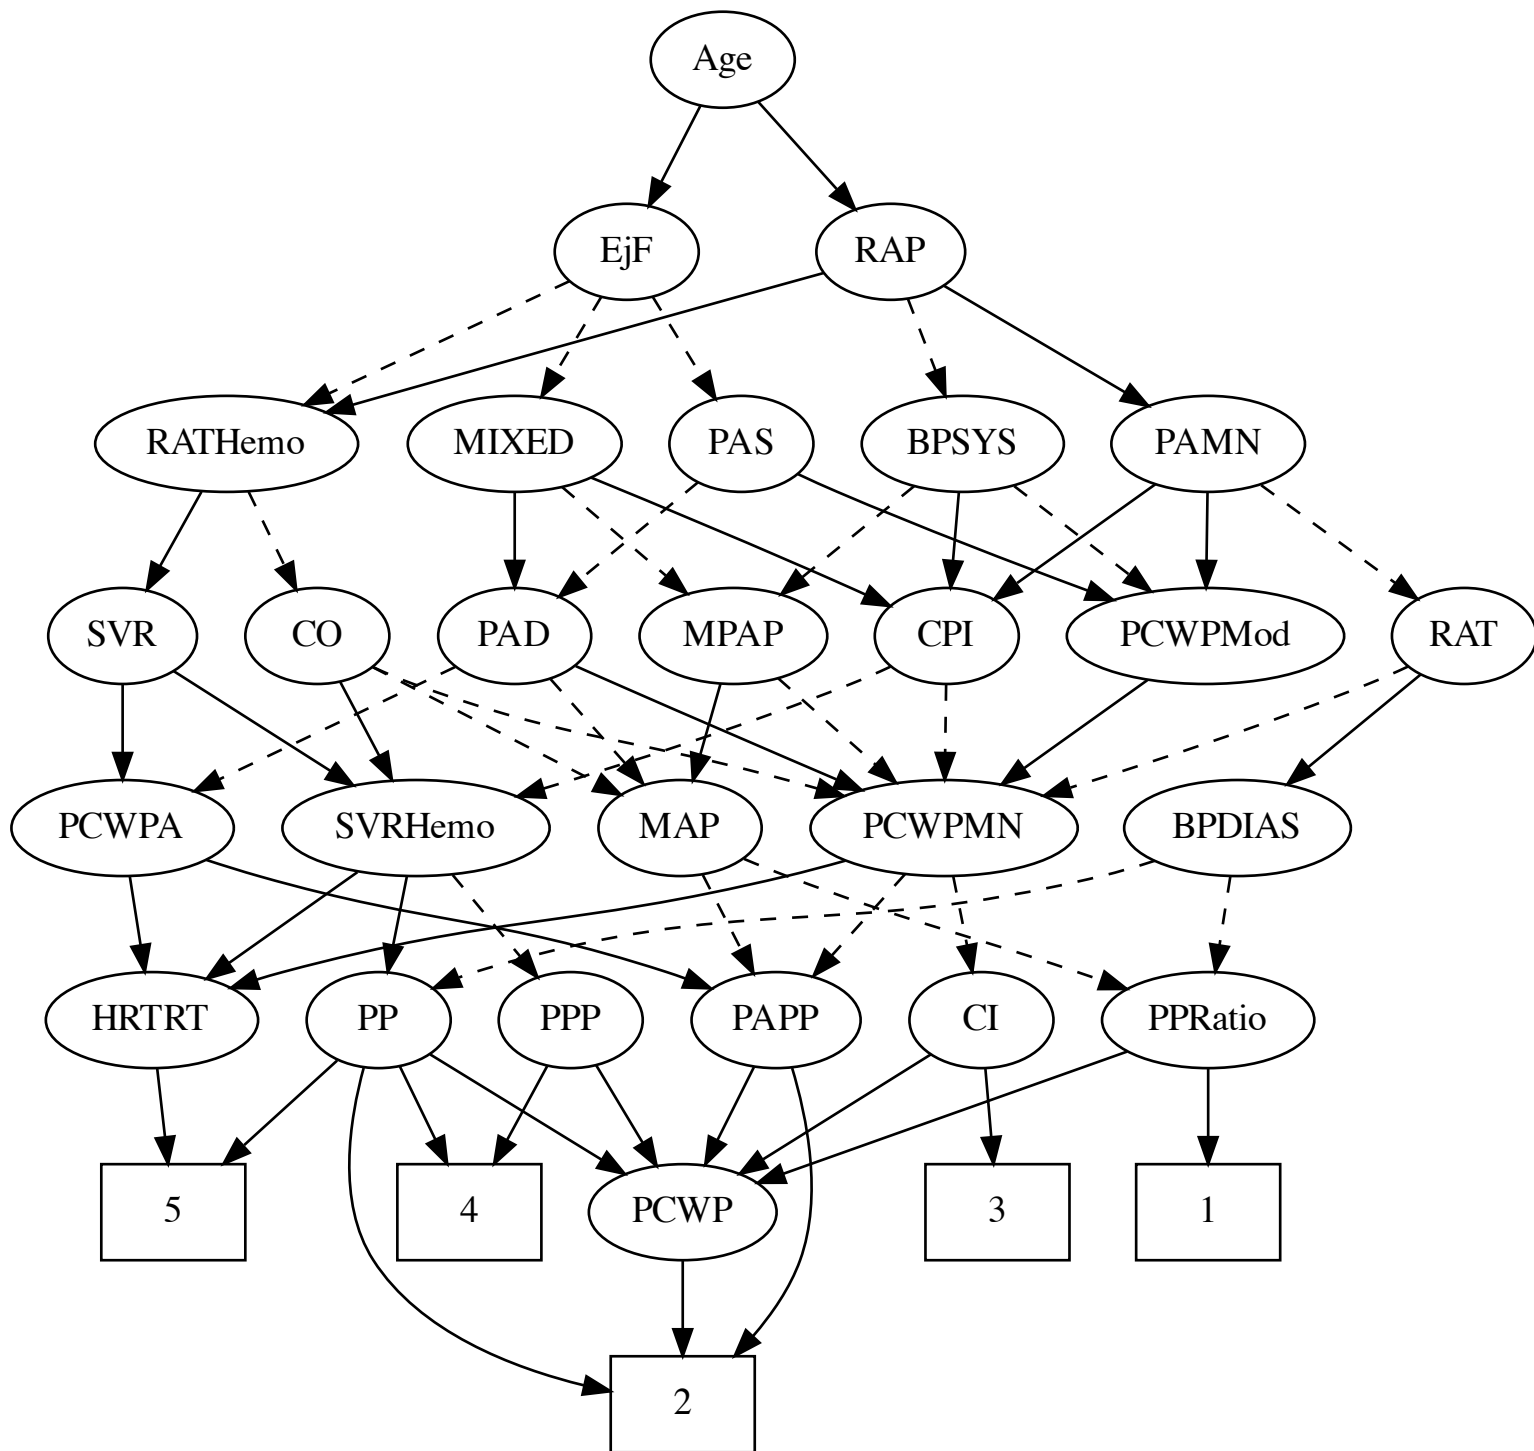 Age
EjF
RAP
RATHemo
MIXED
PAS
BPSYS
PAMN
SVR
CO
PAD
MPAP
CPI
PCWPMod
RAT
PCWPA
SVRHemo
MAP
PCWPMN
BPDIAS
HRTRT
PP
PPP
PAPP
CI
PPRatio
5
4
PCWP
3
1
2